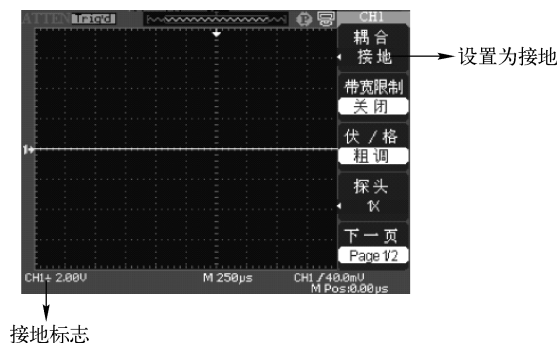 ATTEN Trig'd CH1
耦合
接地
设置为接地
带宽限制
关闭
伏/格
粗调
1
探头
1X
下一页
Page 1/2
CH1⏚ 2.00V M 250μs CH1 / 40.0mV
M Pos:0.00μs
接地标志